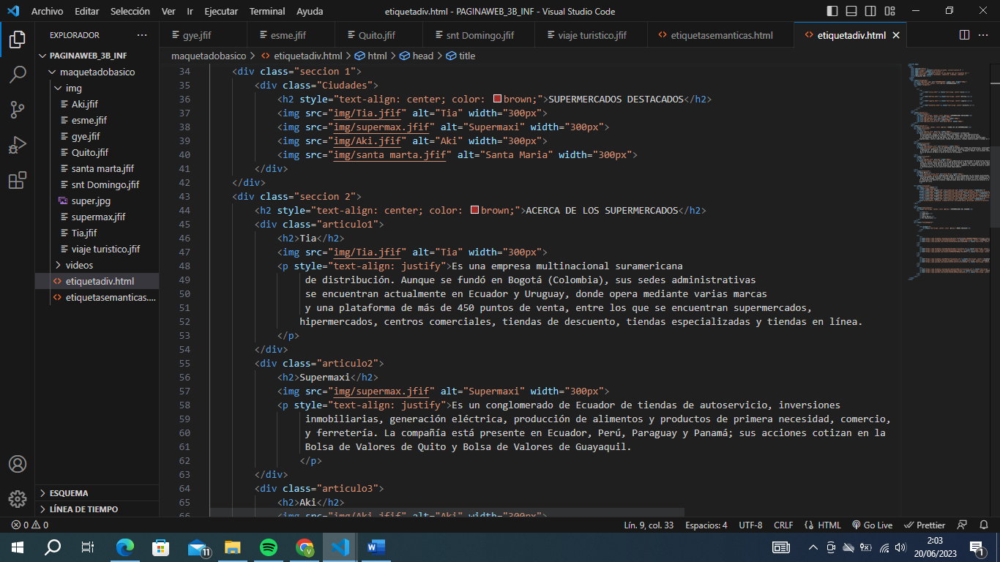 Archivo Editar Selección Ver Ir Ejecutar Terminal Ayuda etiquetadiv.html - PAGINAWEB_3B_INF - Visual Studio Code
EXPLORADOR ··· gye.jfif esme.jfif Quito.jfif snt Domingo.jfif viaje turistico.jfif etiquetasemanticas.html etiquetadiv.html
PAGINAWEB_3B_INF
maquetadobasico
img
Aki.jfif
esme.jfif
gye.jfif
Quito.jfif
santa marta.jfif
snt Domingo.jfif
super.jpg
supermax.jfif
Tia.jfif
viaje turistico.jfif
videos
etiquetadiv.html
etiquetasemanticas....
ESQUEMA
LÍNEA DE TIEMPO
maquetadobasico > etiquetadiv.html > html > head > title
34 <div class="seccion 1">
35 <div class="Ciudades">
36 <h2 style="text-align: center; color: brown;">SUPERMERCADOS DESTACADOS</h2>
37 <img src="img/Tia.jfif" alt="Tia" width="300px">
38 <img src="img/supermax.jfif" alt="Supermaxi" width="300px">
39 <img src="img/Aki.jfif" alt="Aki" width="300px">
40 <img src="img/santa marta.jfif" alt="Santa Maria" width="300px">
41 </div>
42 </div>
43 <div class="seccion 2">
44 <h2 style="text-align: center; color: brown;">ACERCA DE LOS SUPERMERCADOS</h2>
45 <div class="articulo1">
46 <h2>Tia</h2>
47 <img src="img/Tia.jfif" alt="Tia" width="300px">
48 <p style="text-align: justify">Es una empresa multinacional suramericana
49 de distribución. Aunque se fundó en Bogotá (Colombia), sus sedes administrativas
50 se encuentran actualmente en Ecuador y Uruguay, donde opera mediante varias marcas
51 y una plataforma de más de 450 puntos de venta, entre los que se encuentran supermercados,
52 hipermercados, centros comerciales, tiendas de descuento, tiendas especializadas y tiendas en línea.
53 </p>
54 </div>
55 <div class="articulo2">
56 <h2>Supermaxi</h2>
57 <img src="img/supermax.jfif" alt="Supermaxi" width="300px">
58 <p style="text-align: justify">Es un conglomerado de Ecuador de tiendas de autoservicio, inversiones
59 inmobiliarias, generación eléctrica, producción de alimentos y productos de primera necesidad, comercio,
60 y ferretería. La compañía está presente en Ecuador, Perú, Paraguay y Panamá; sus acciones cotizan en la
61 Bolsa de Valores de Quito y Bolsa de Valores de Guayaquil.
62 </p>
63 </div>
64 <div class="articulo3">
65 <h2>Aki</h2>
66 <img src="img/Aki.jfif" alt="Aki" width="300px">
0 0 Lín. 9, col. 33 Espacios: 4 UTF-8 CRLF HTML Go Live Prettier
11 2:03
20/06/2023 1